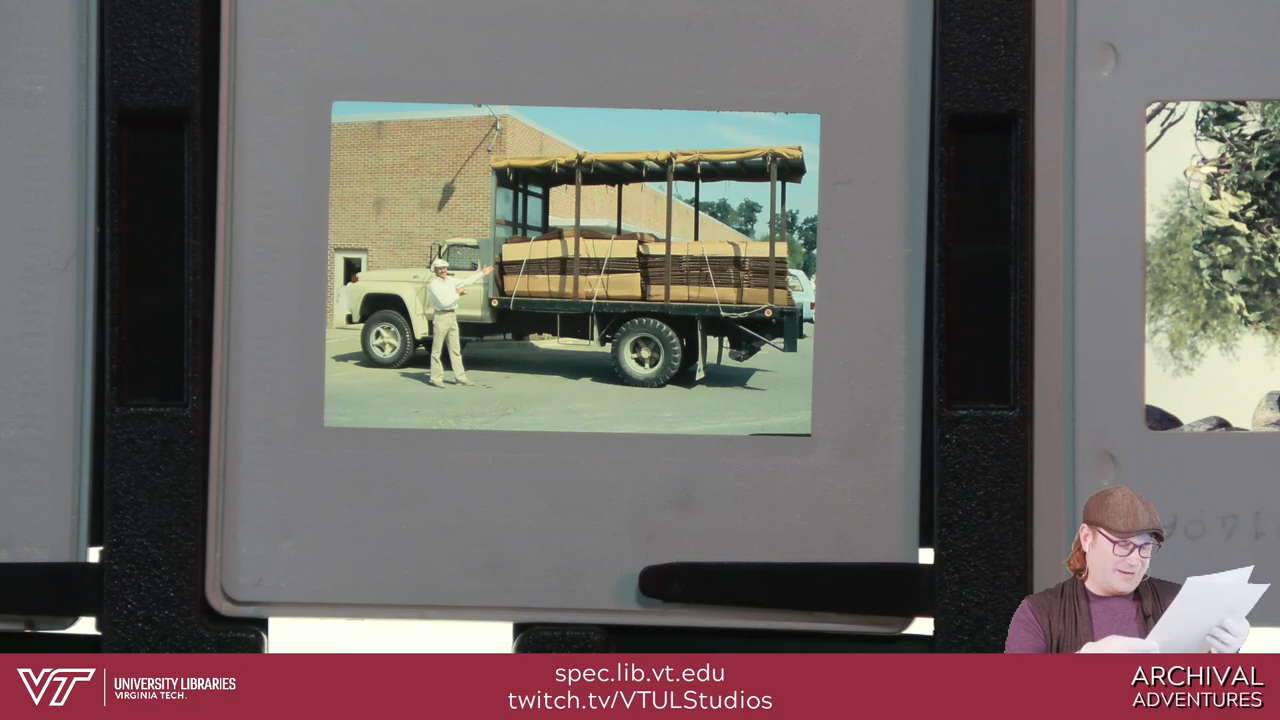 VT
UNIVERSITY LIBRARIES
VIRGINIA TECH.
spec.lib.vt.edu
twitch.tv/VTULStudios
ARCHIVAL
ADVENTURES